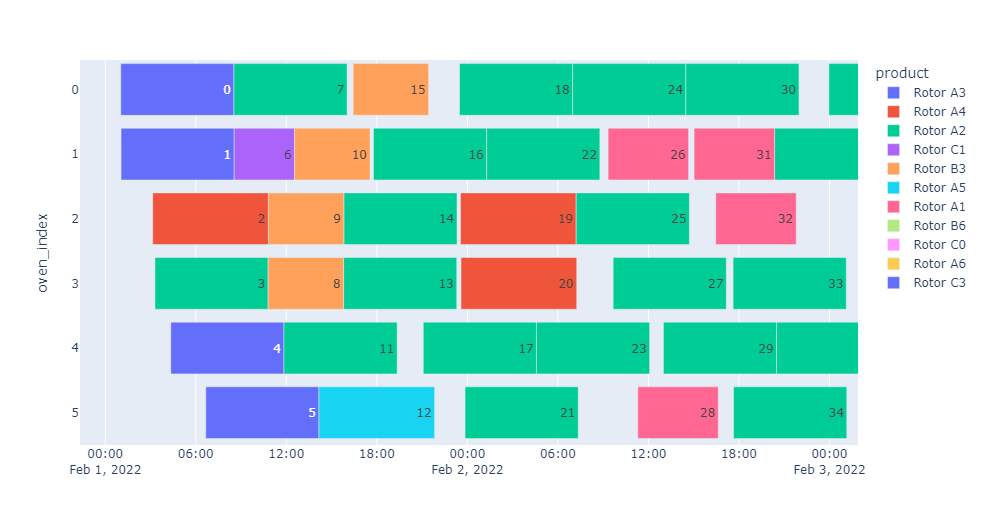 product
Rotor A3
Rotor A4
Rotor A2
Rotor C1
Rotor B3
Rotor A5
Rotor A1
Rotor B6
Rotor C0
Rotor A6
Rotor C3
oven_index
0 0 7 15 18 24 30
1 1 6 10 16 22 26 31
2 2 9 14 19 25 32
3 3 8 13 20 27 33
4 4 11 17 23 29
5 5 12 21 28 34
00:00 06:00 12:00 18:00 00:00 06:00 12:00 18:00 00:00
Feb 1, 2022 Feb 2, 2022 Feb 3, 2022